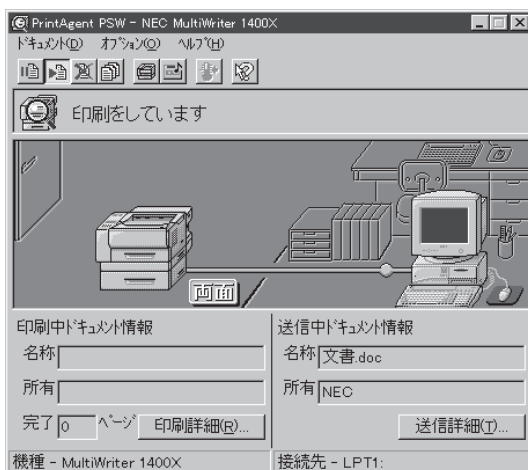 PrintAgent PSW - NEC MultiWriter 1400X
ﾄﾞｷｭﾒﾝﾄ(D) ｵﾌﾟｼｮﾝ(O) ﾍﾙﾌﾟ(H)
印刷をしています
両面
印刷中ﾄﾞｷｭﾒﾝﾄ情報
名称
所有
完了 0 ﾍﾟｰｼﾞ 印刷詳細(R)...
送信中ﾄﾞｷｭﾒﾝﾄ情報
名称 文書.doc
所有 NEC
送信詳細(T)...
機種 - MultiWriter 1400X
接続先 - LPT1: